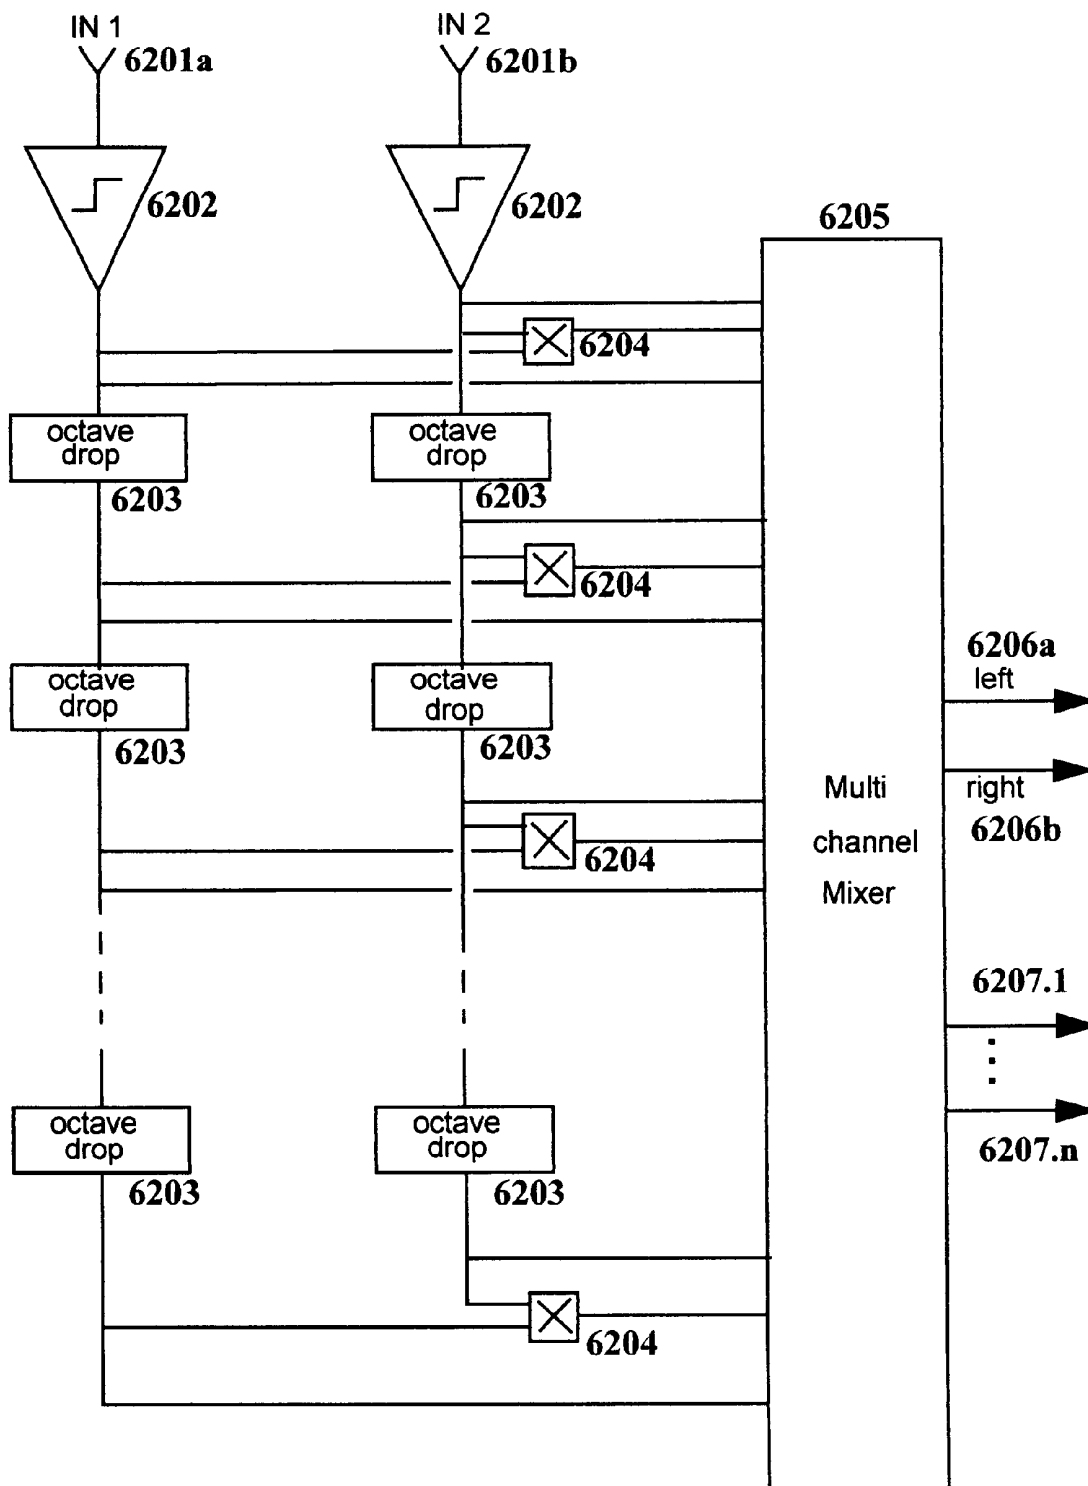 IN 1
IN 2
6201a
6201b
6202
6202
6205
6204
octave
drop
octave
drop
6203
6203
6204
octave
drop
octave
drop
6203
6203
6206a
left
right
6206b
Multi
channel
Mixer
6204
6207.1
octave
drop
octave
drop
6203
6203
6207.n
6204